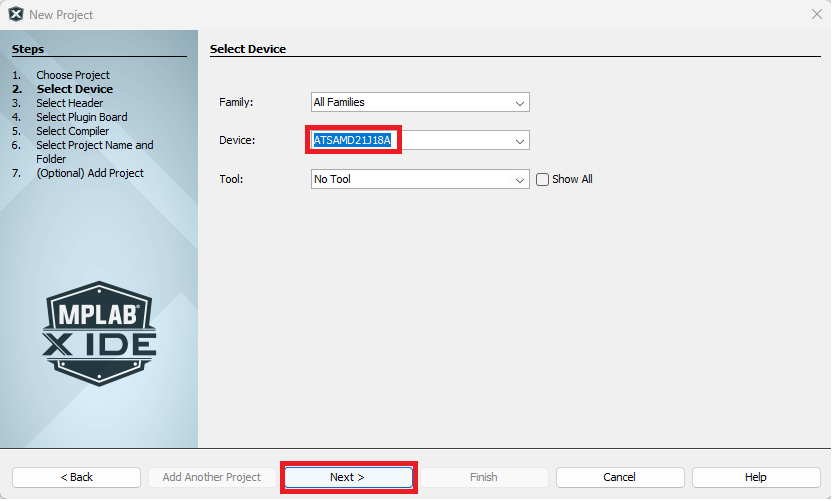 New Project
Steps
1. Choose Project
2. Select Device
3. Select Header
4. Select Plugin Board
5. Select Compiler
6. Select Project Name and
Folder
7. (Optional) Add Project
MPLAB®
X IDE
Select Device
Family: All Families
Device: ATSAMD21J18A
Tool: No Tool Show All
< Back Add Another Project Next > Finish Cancel Help